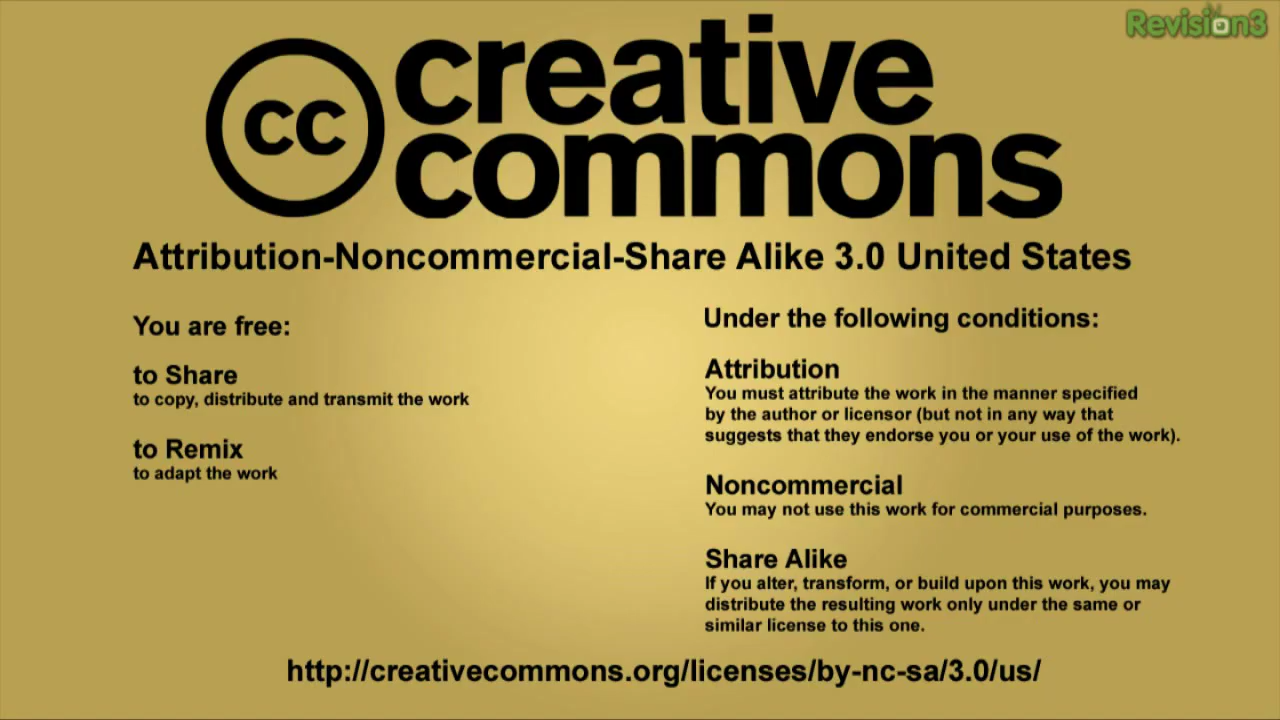 Revision3
cc creative
commons
Attribution-Noncommercial-Share Alike 3.0 United States
You are free:
to Share
to copy, distribute and transmit the work
to Remix
to adapt the work
Under the following conditions:
Attribution
You must attribute the work in the manner specified
by the author or licensor (but not in any way that
suggests that they endorse you or your use of the work).
Noncommercial
You may not use this work for commercial purposes.
Share Alike
If you alter, transform, or build upon this work, you may
distribute the resulting work only under the same or
similar license to this one.
http://creativecommons.org/licenses/by-nc-sa/3.0/us/